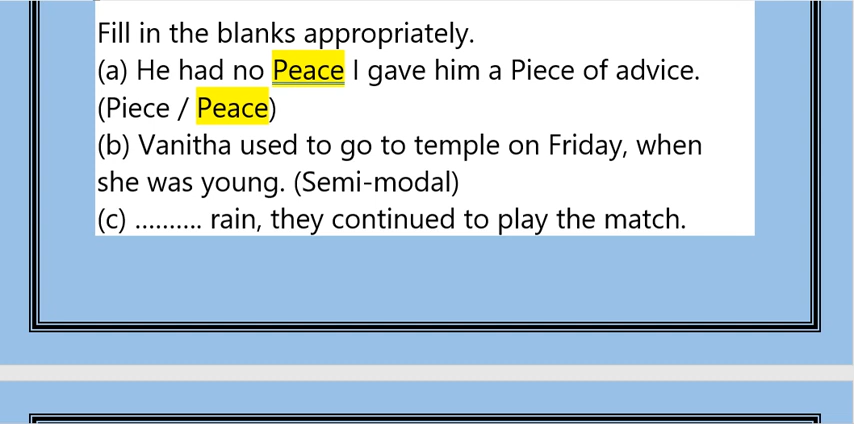 Fill in the blanks appropriately.
(a) He had no Peace I gave him a Piece of advice.
(Piece / Peace)
(b) Vanitha used to go to temple on Friday, when
she was young. (Semi-modal)
(c) .......... rain, they continued to play the match.